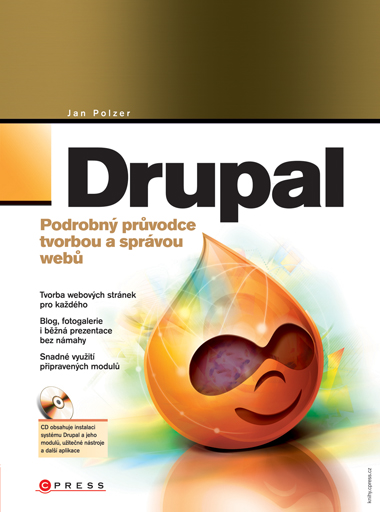 Jan Polzer
Drupal
Podrobný průvodce
tvorbou a správou
webů
Tvorba webových stránek
pro každého
Blog, fotogalerie
i běžná prezentace
bez námahy
Snadné využití
připravených modulů
CD obsahuje instalaci
systému Drupal a jeho
modulů, užitečné nástroje
a další aplikace
CPRESS
knihy.cpress.cz